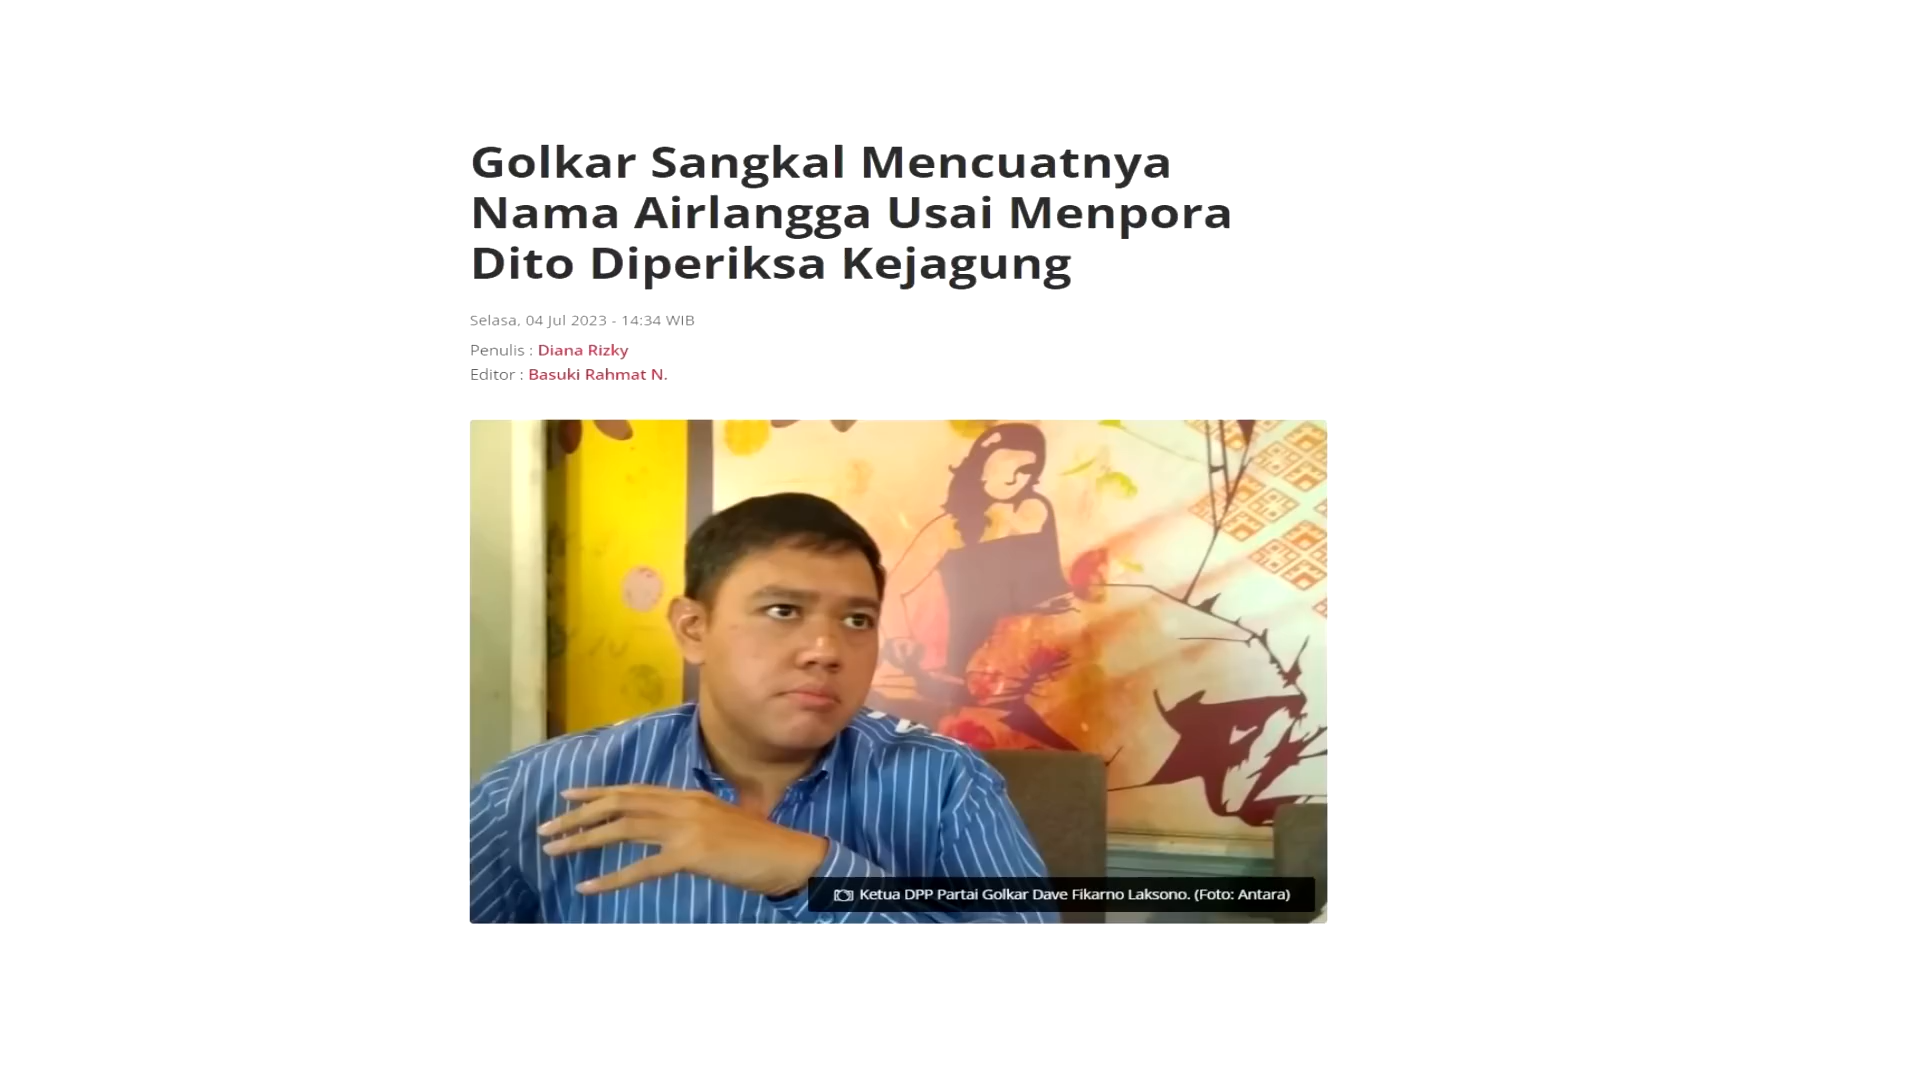 Golkar Sangkal Mencuatnya
Nama Airlangga Usai Menpora
Dito Diperiksa Kejagung
Selasa, 04 Jul 2023 - 14:34 WIB
Penulis : Diana Rizky
Editor : Basuki Rahmat N.
Ketua DPP Partai Golkar Dave Fikarno Laksono. (Foto: Antara)